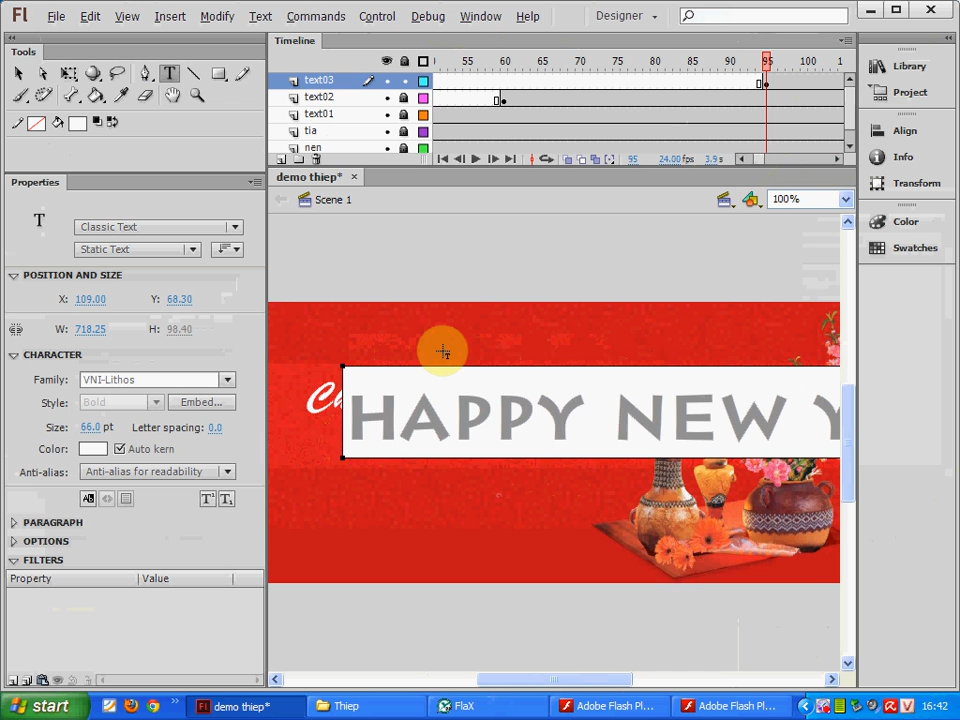 Fl File Edit View Insert Modify Text Commands Control Debug Window Help Designer
Tools
Timeline
55 60 65 70 75 80 85 90 95 100 1
text03
text02
text01
tia
nen
95 24.00 fps 3.9 s
Library
Project
Align
Info
Transform
Color
Swatches
Properties
demo thiep*
Scene 1
100%
T
Classic Text
Static Text
POSITION AND SIZE
X: 109.00 Y: 68.30
W: 718.25 H: 98.40
CHARACTER
Family: VNI-Lithos
Style: Bold Embed...
Size: 66.0 pt Letter spacing: 0.0
Color: Auto kern
Anti-alias: Anti-alias for readability
PARAGRAPH
OPTIONS
FILTERS
Property Value
Ch
HAPPY NEW Y
start
demo thiep*
Thiep
FlaX
Adobe Flash Pl...
Adobe Flash Pl...
16:42